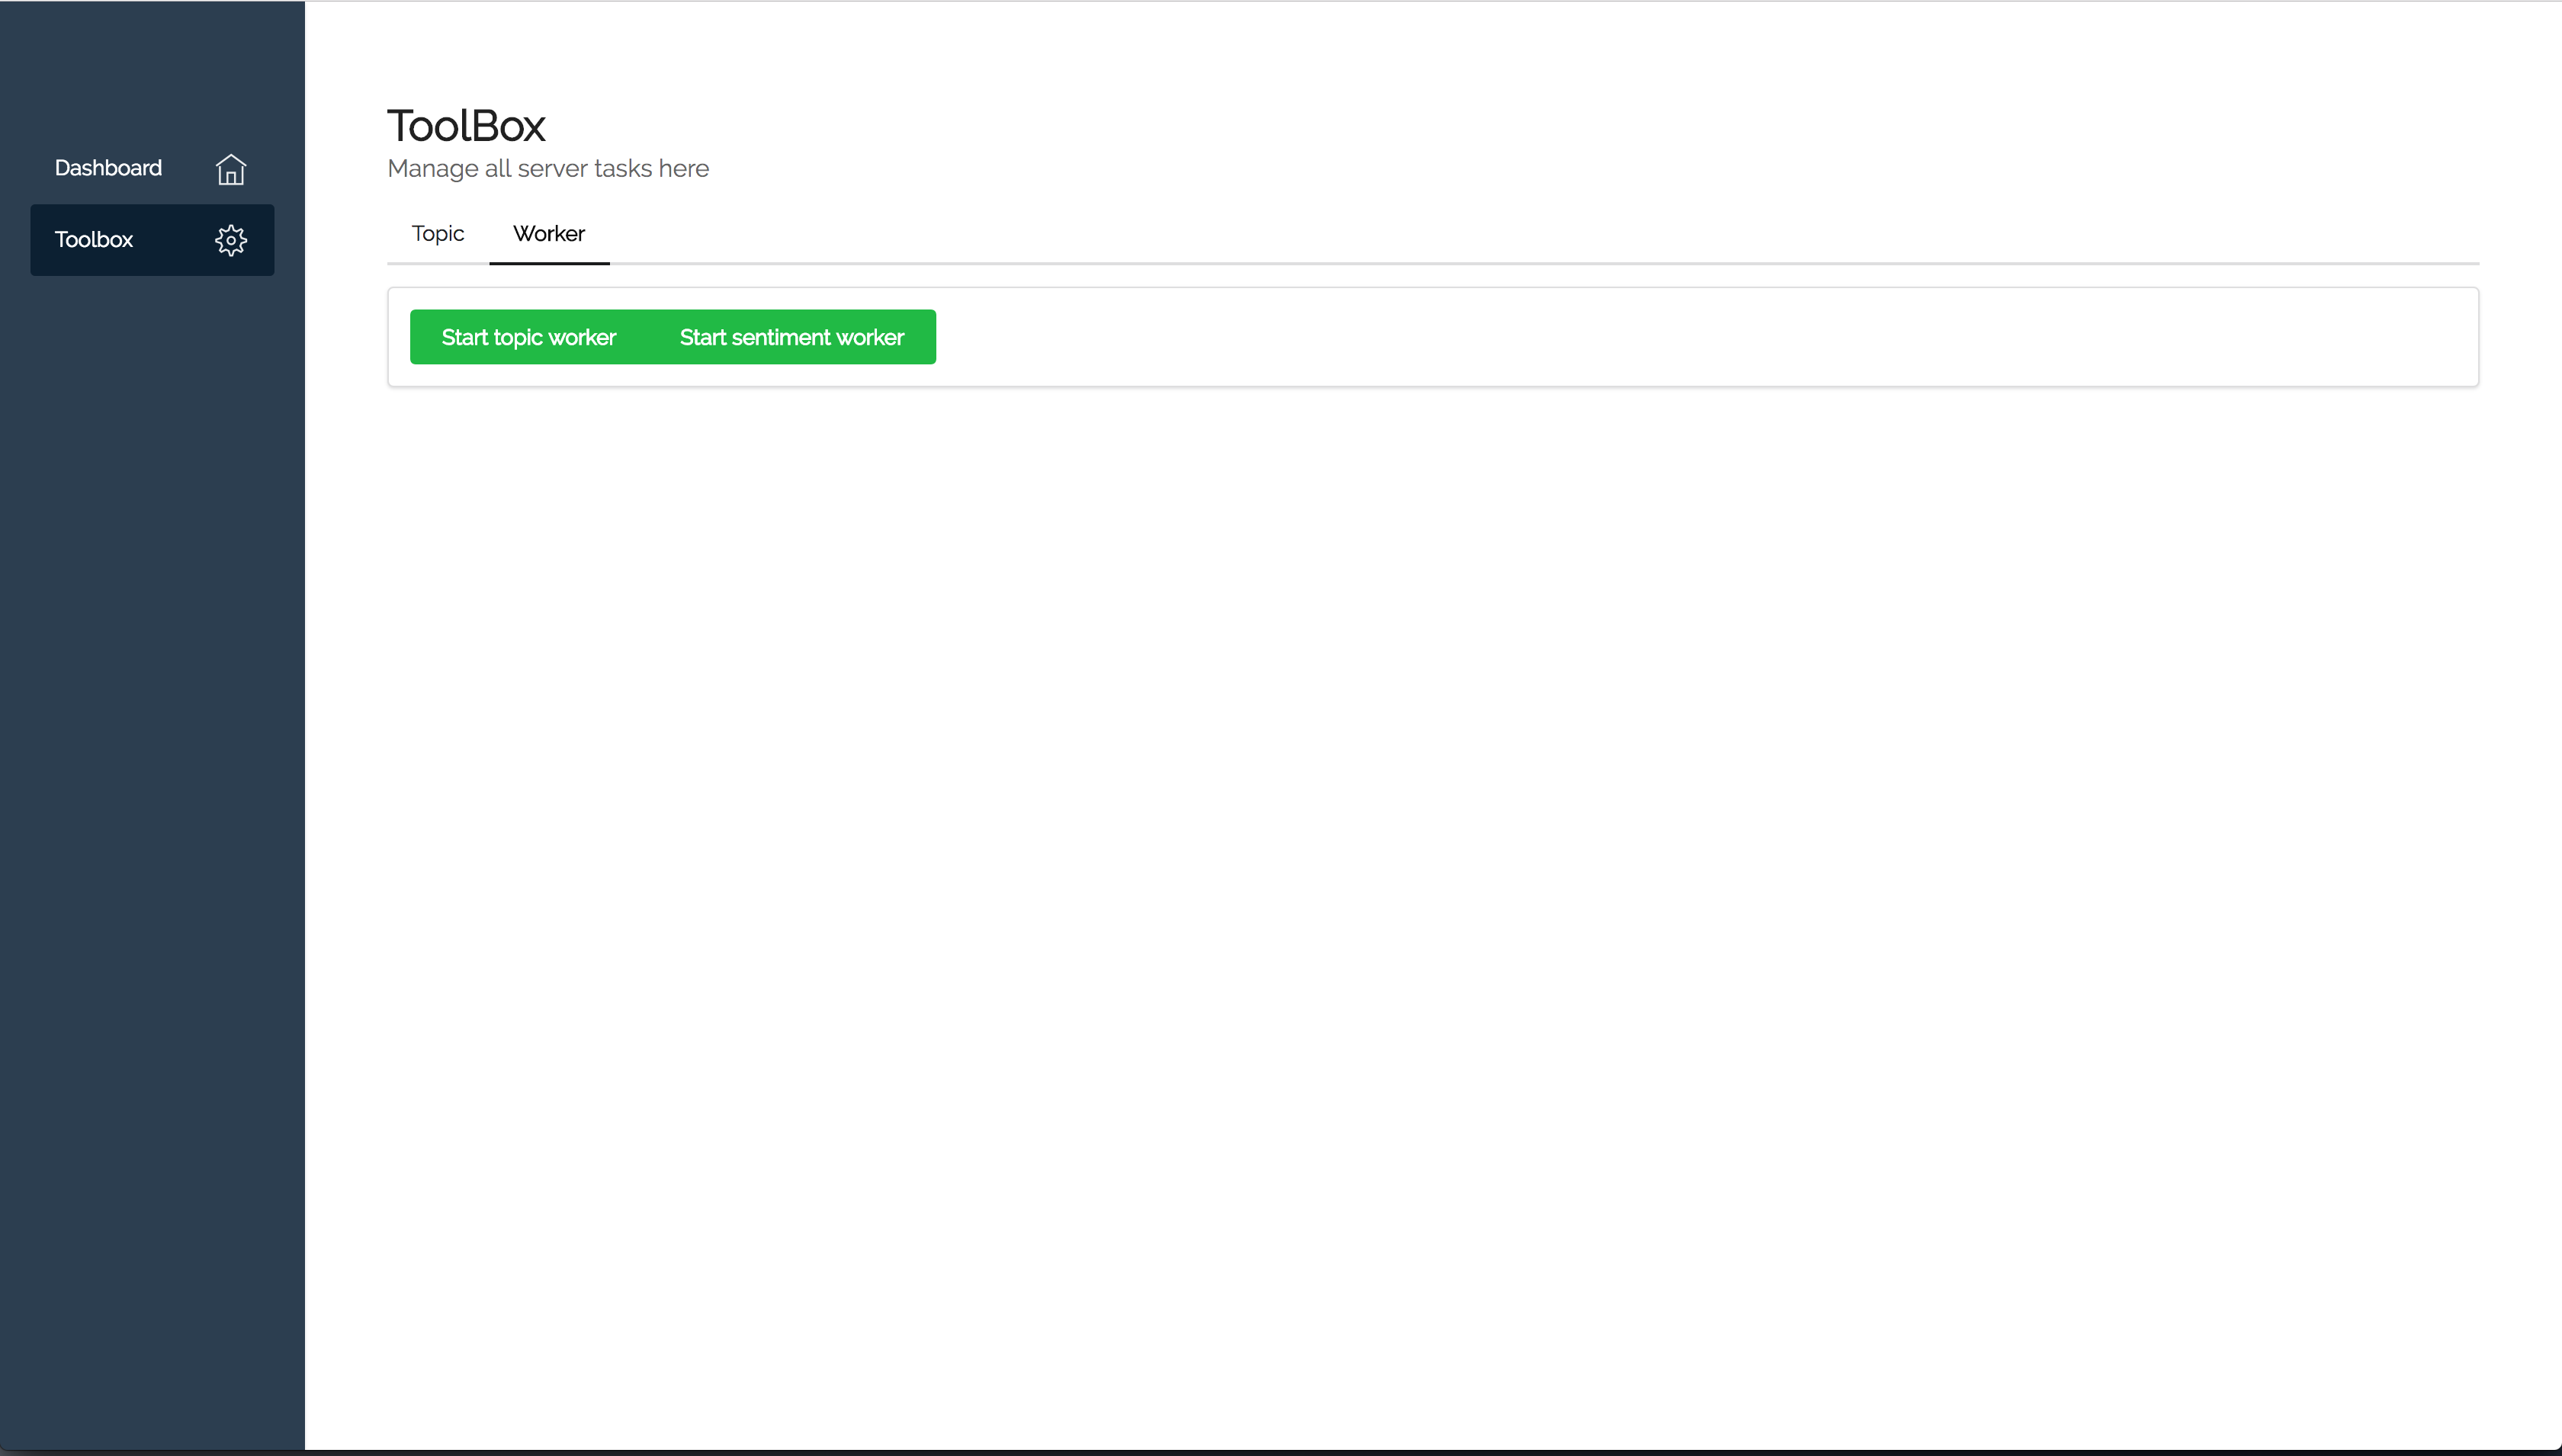 Dashboard
Toolbox
ToolBox
Manage all server tasks here
Topic Worker
Start topic worker Start sentiment worker